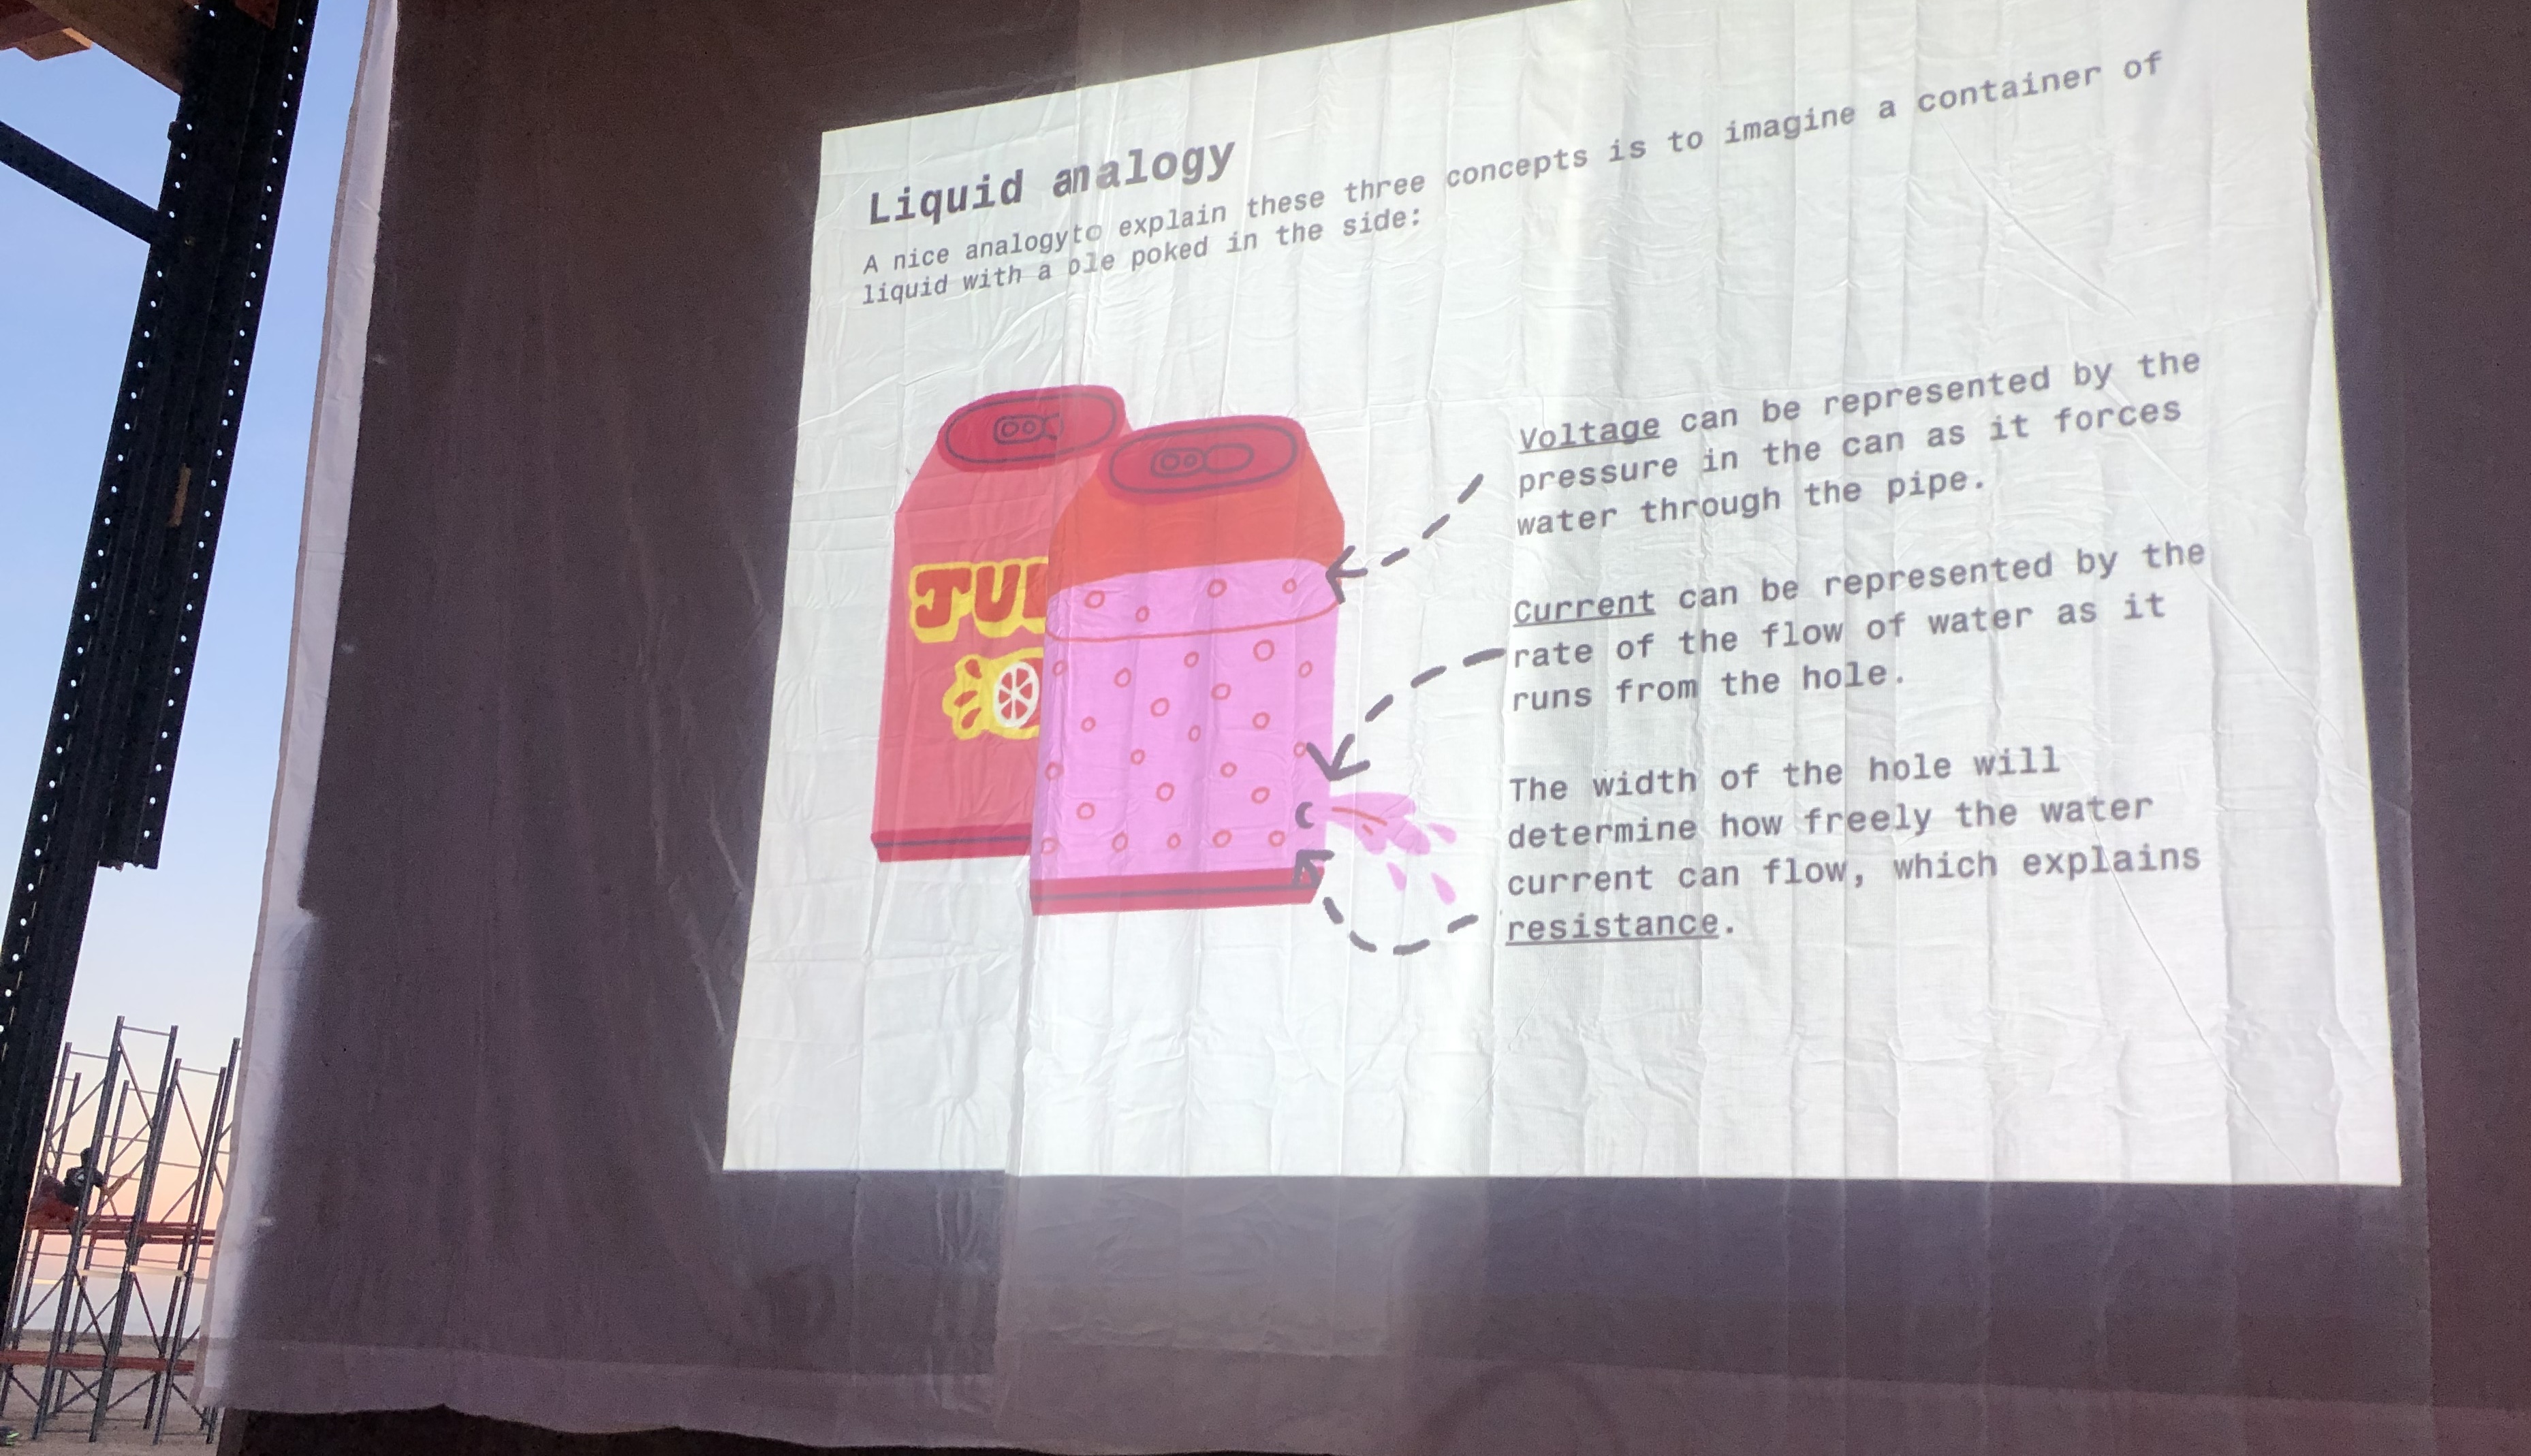 Liquid analogy
A nice analogy to explain these three concepts is to imagine a container of
liquid with a ole poked in the side:
JUI
Voltage can be represented by the
pressure in the can as it forces
water through the pipe.
Current can be represented by the
rate of the flow of water as it
runs from the hole.
The width of the hole will
determine how freely the water
current can flow, which explains
resistance.